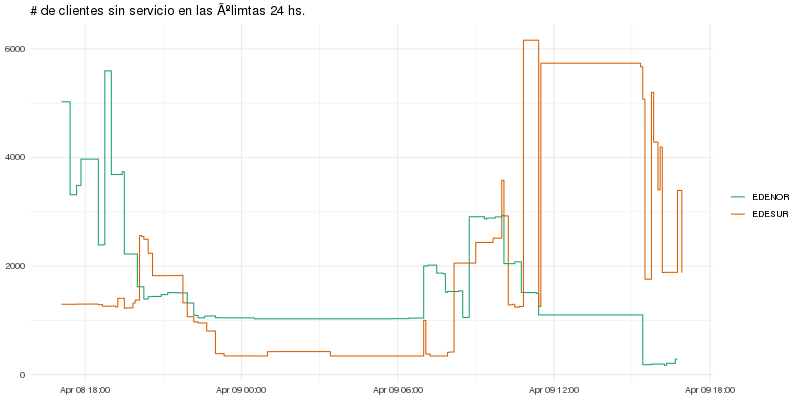 # de clientes sin servicio en las Ãºlimtas 24 hs.
6000
4000
2000
0
Apr 08 18:00
Apr 09 00:00
Apr 09 06:00
Apr 09 12:00
Apr 09 18:00
EDENOR
EDESUR